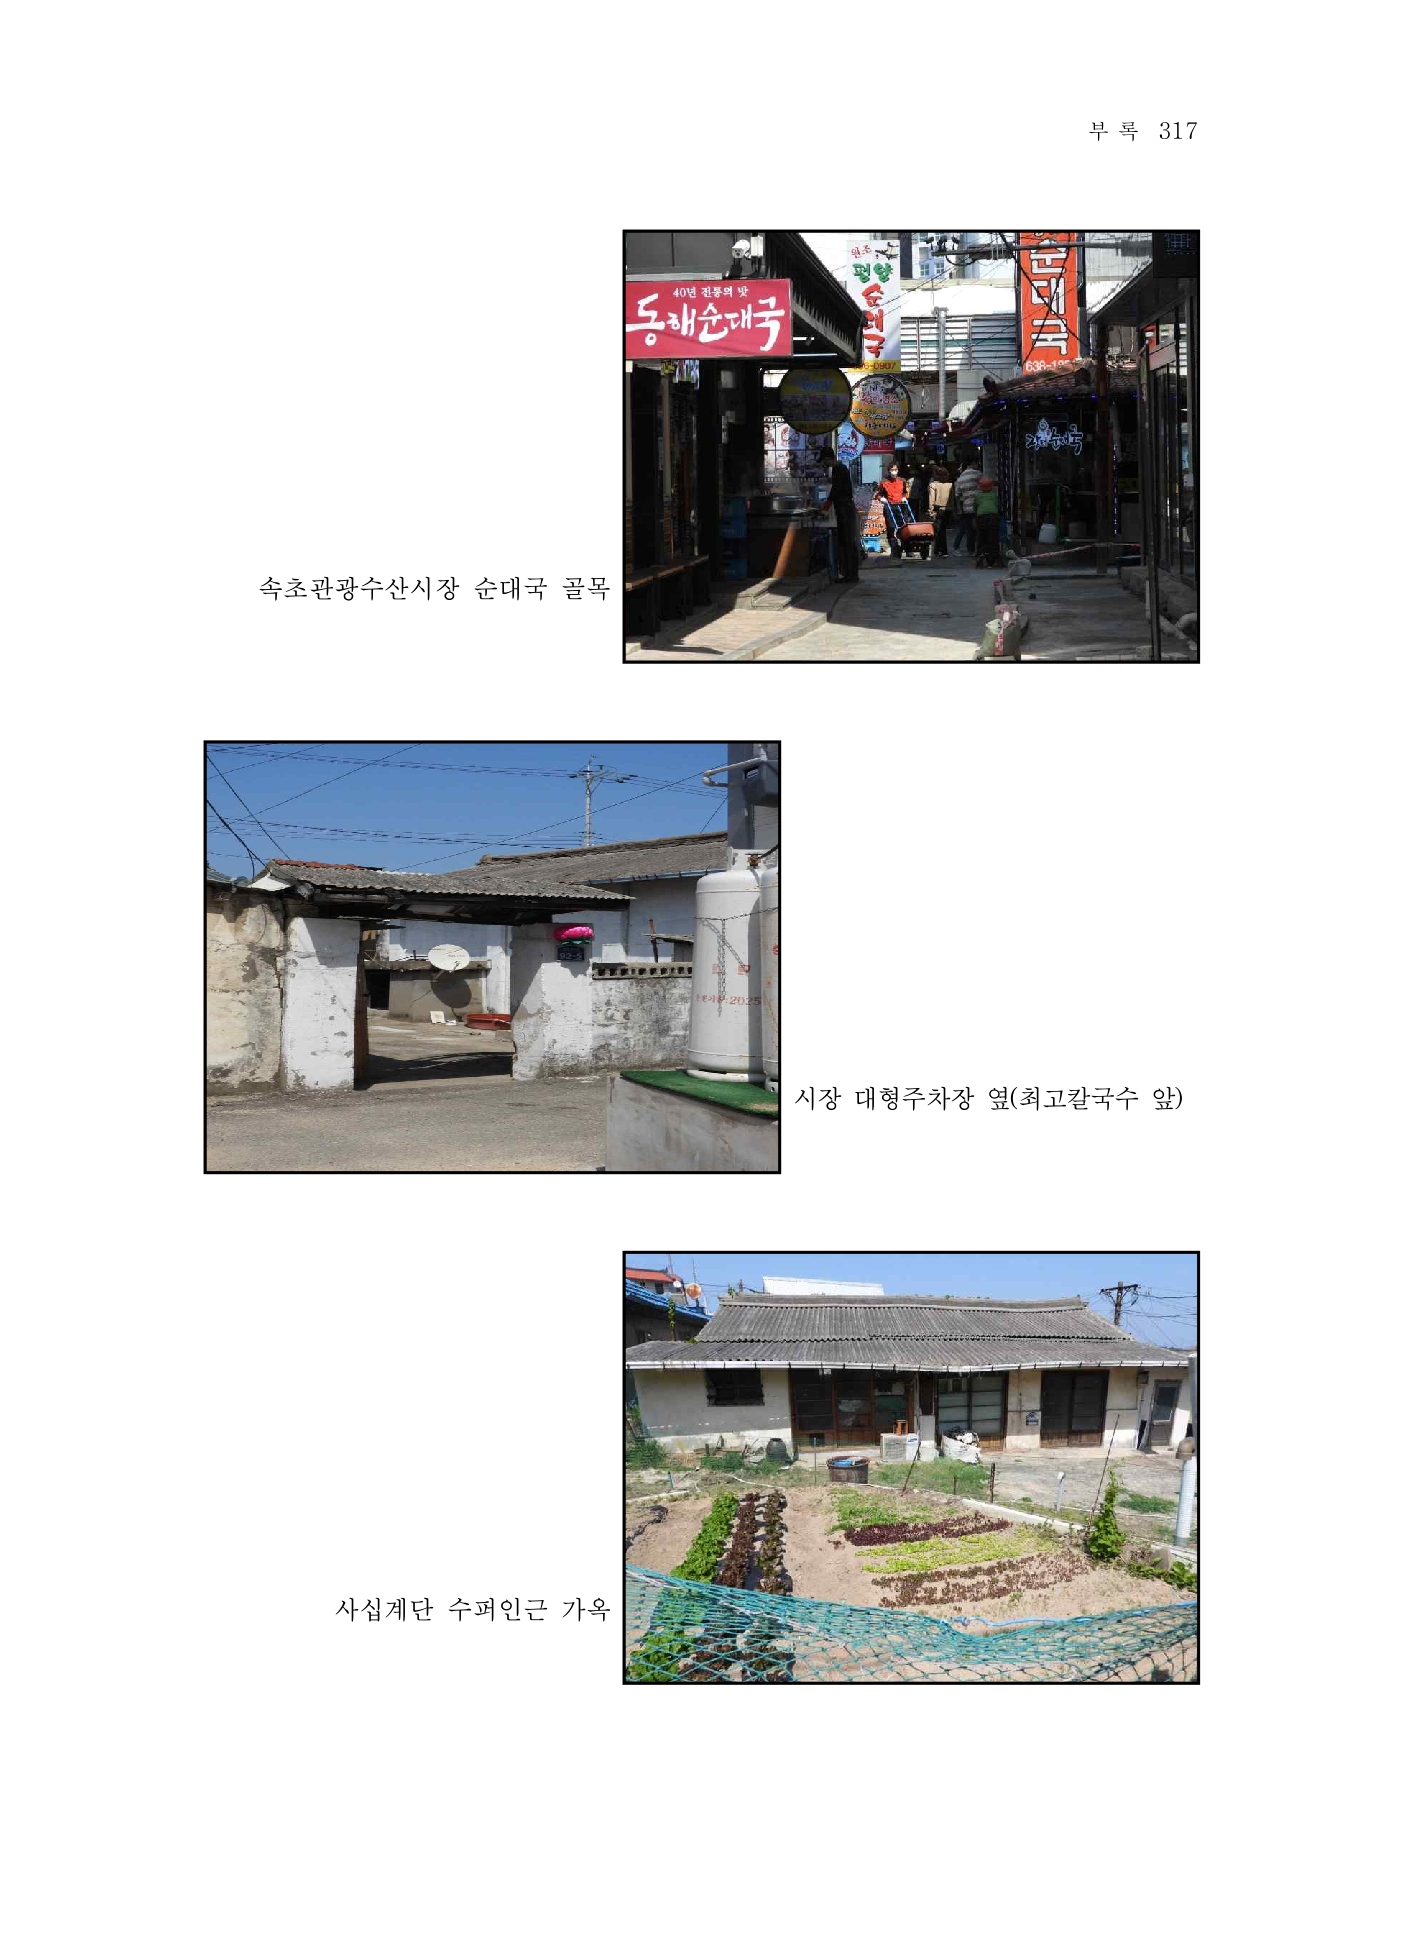 부 록 317
40년 전통의 맛
동해순대국
원조
평양
순대국
순대국
속초관광수산시장 순대국 골목
2025
시장 대형주차장 옆(최고칼국수 앞)
사십계단 수퍼인근 가옥